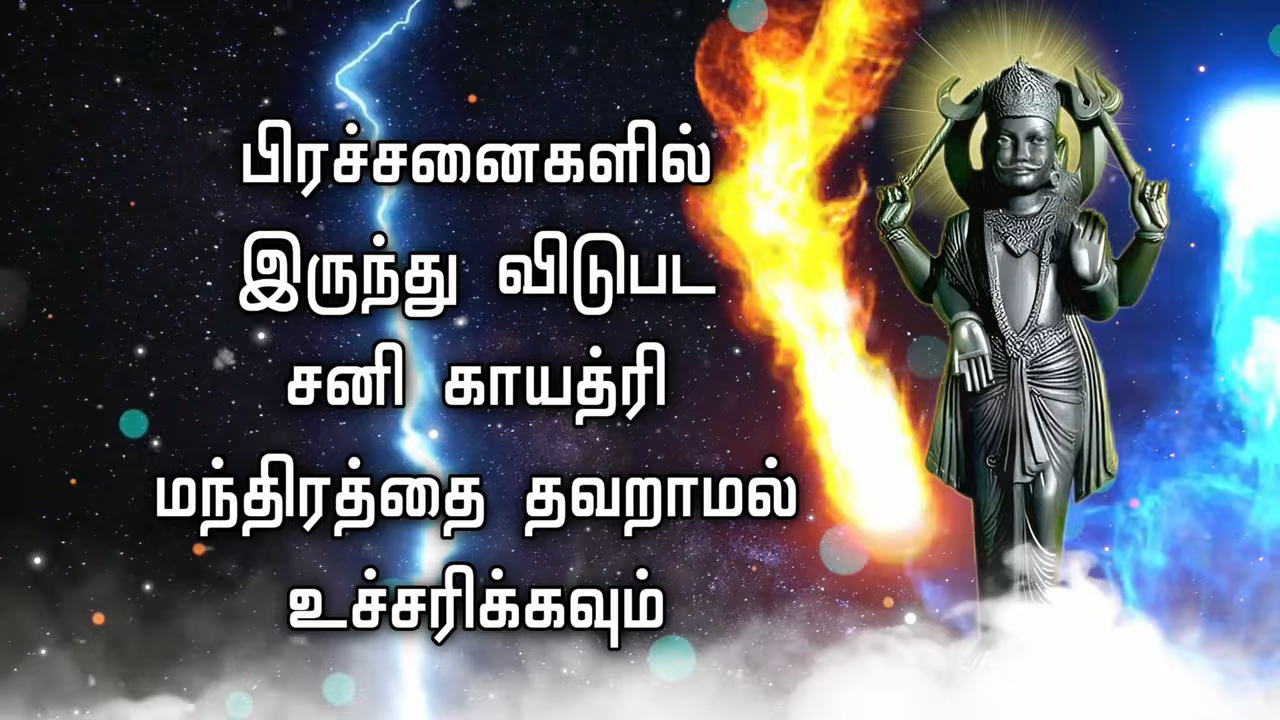 பிரச்சனைகளில்
இருந்து விடுபட
சனி காயத்ரி
மந்திரத்தை தவறாமல்
உச்சரிக்கவும்